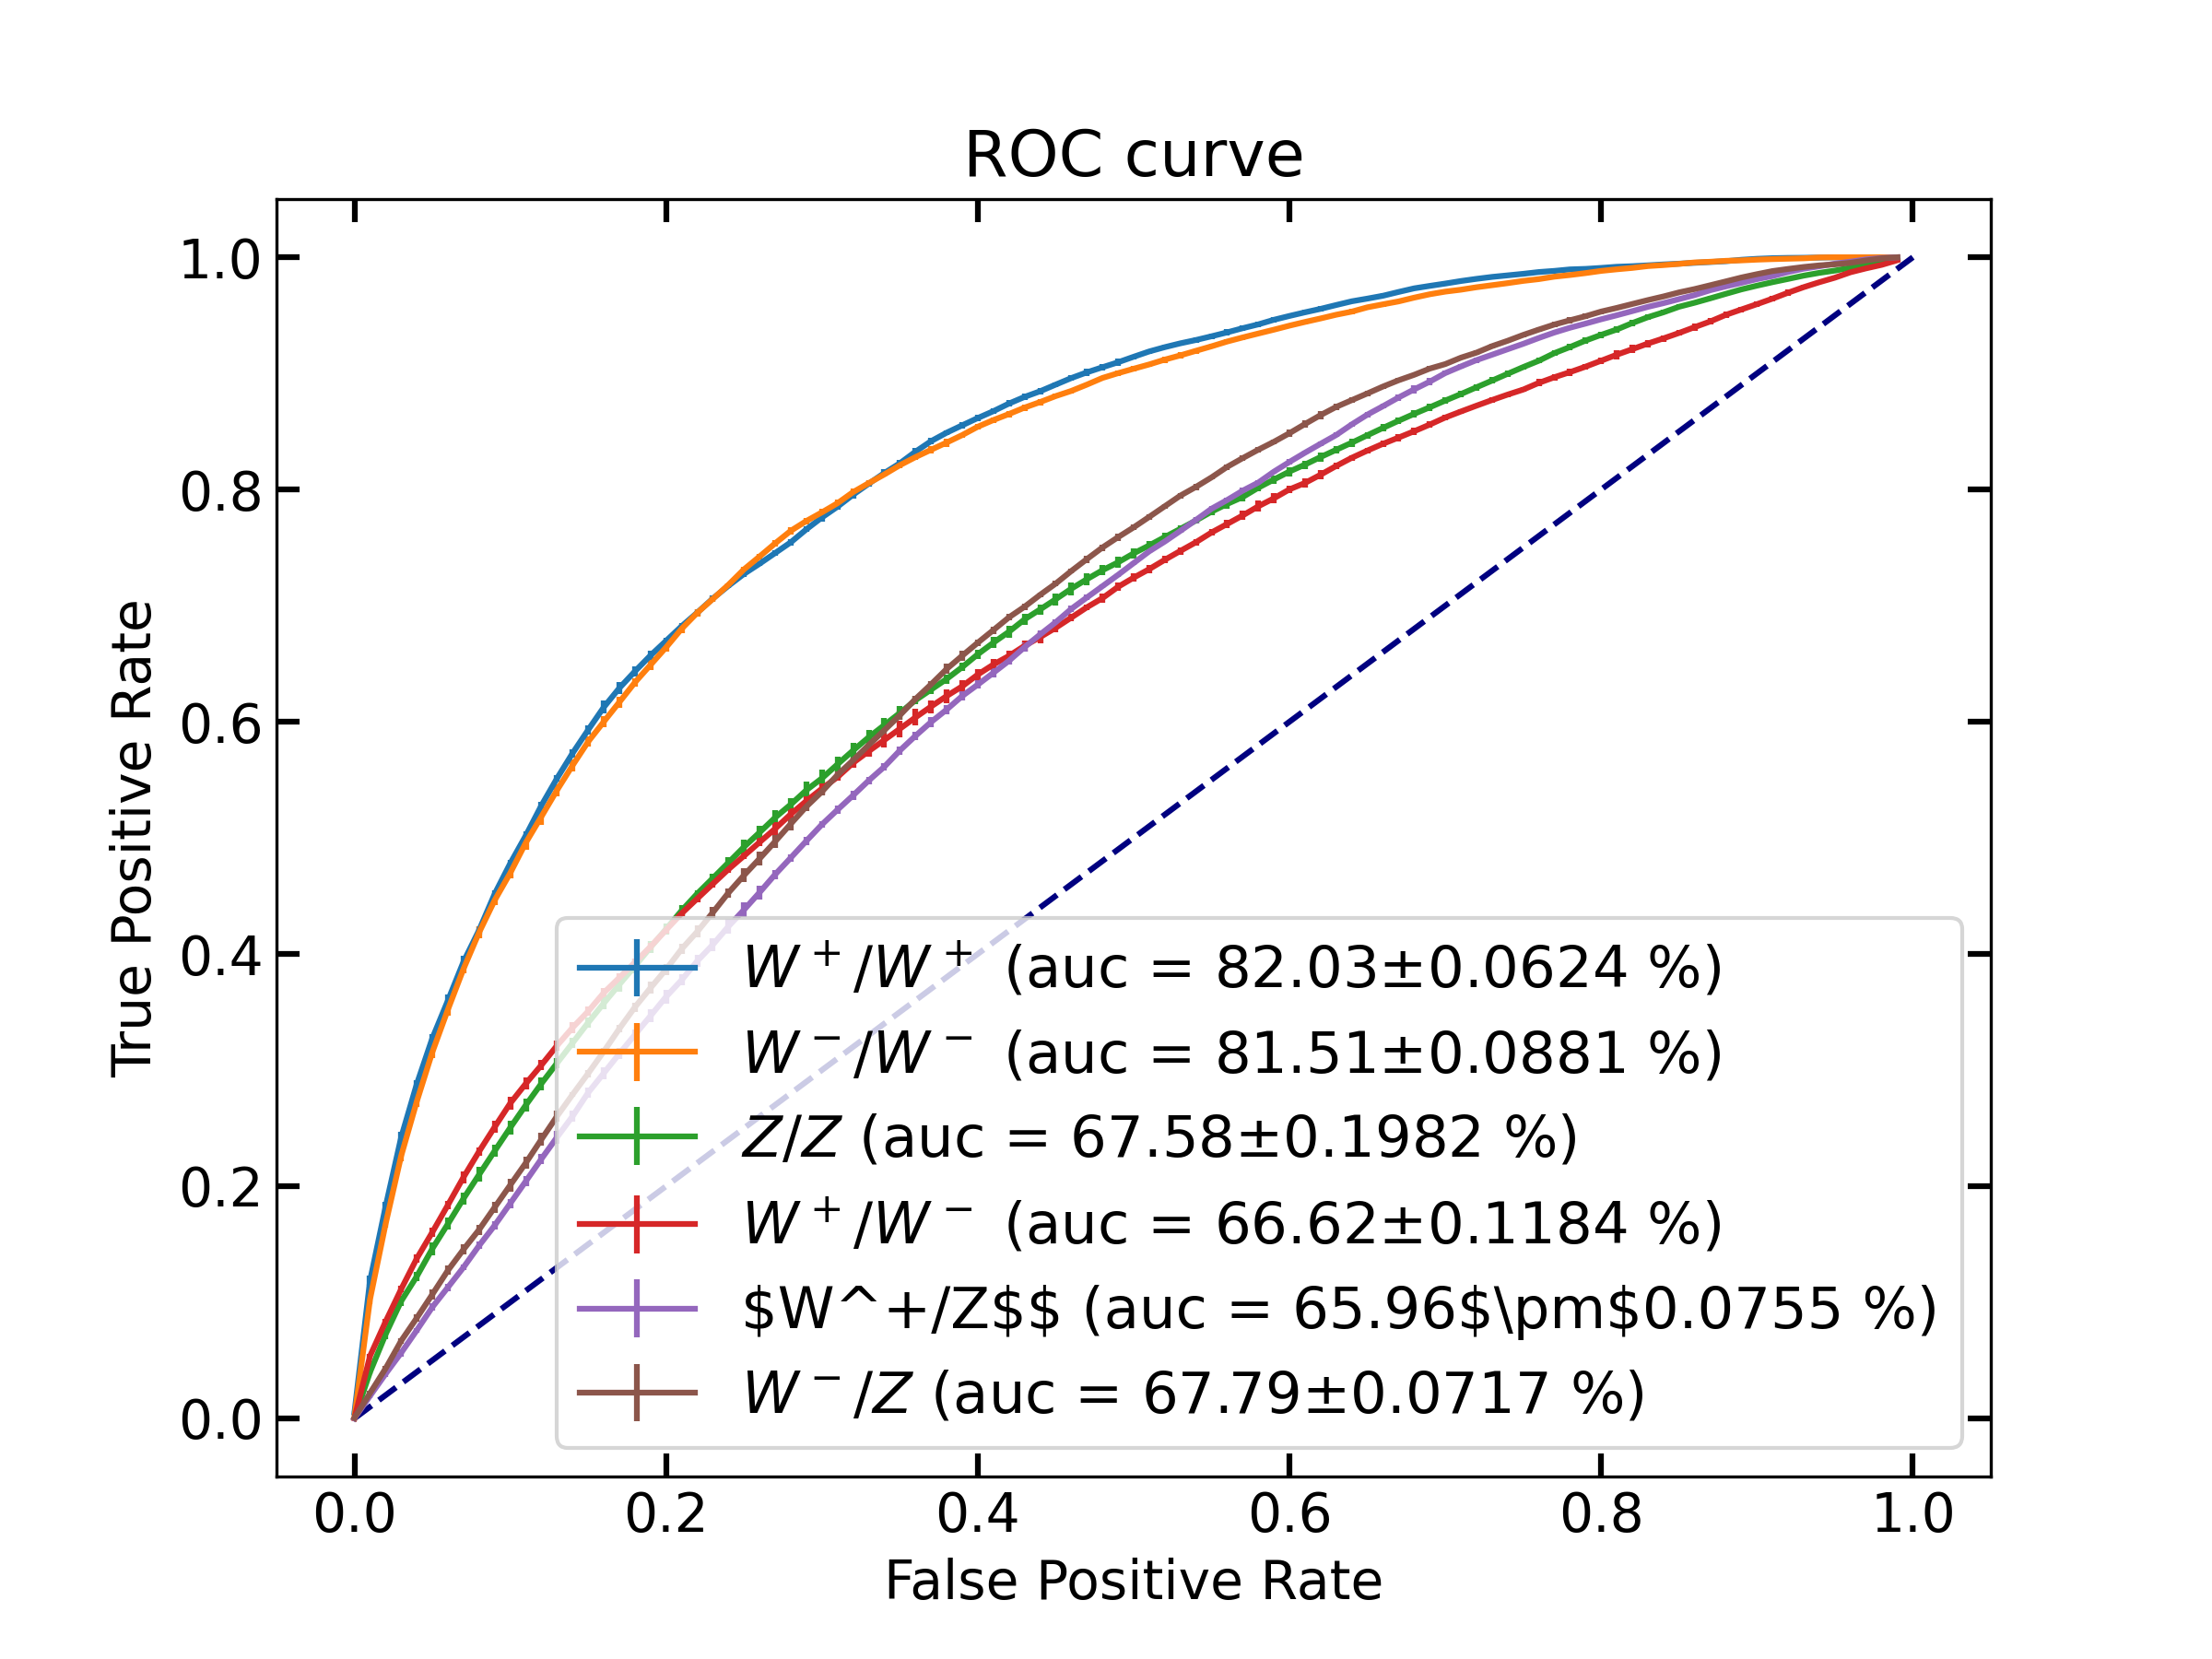 ROC curve
1.0
0.8
0.6
0.4
0.2
0.0
True Positive Rate
W⁺/W⁺ (auc = 82.03±0.0624 %)
W⁻/W⁻ (auc = 81.51±0.0881 %)
Z/Z (auc = 67.58±0.1982 %)
W⁺/W⁻ (auc = 66.62±0.1184 %)
$W^+/Z$$ (auc = 65.96$\pm$0.0755 %)
W⁻/Z (auc = 67.79±0.0717 %)
0.0 0.2 0.4 0.6 0.8 1.0
False Positive Rate